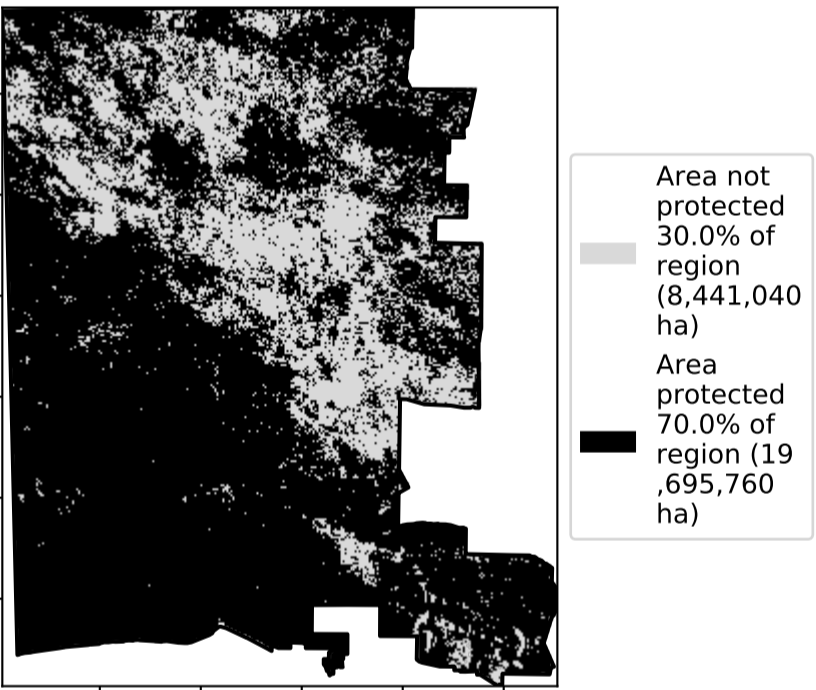 Area not
protected
30.0% of
region
(8,441,040
ha)
Area
protected
70.0% of
region (19
,695,760
ha)